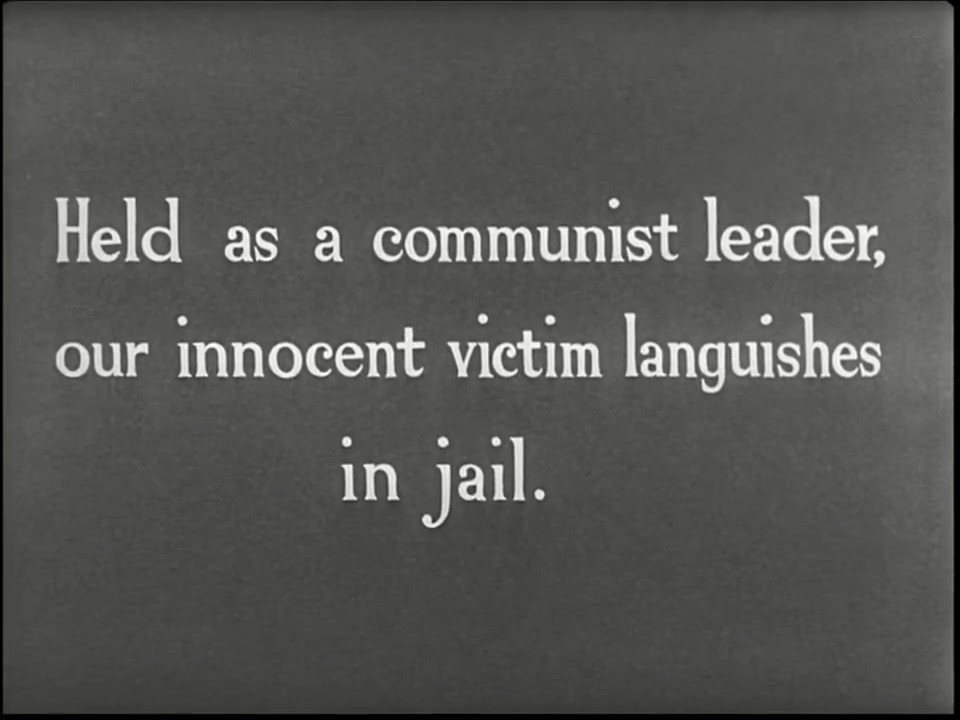 Held as a communist leader,
our innocent victim languishes
in jail.